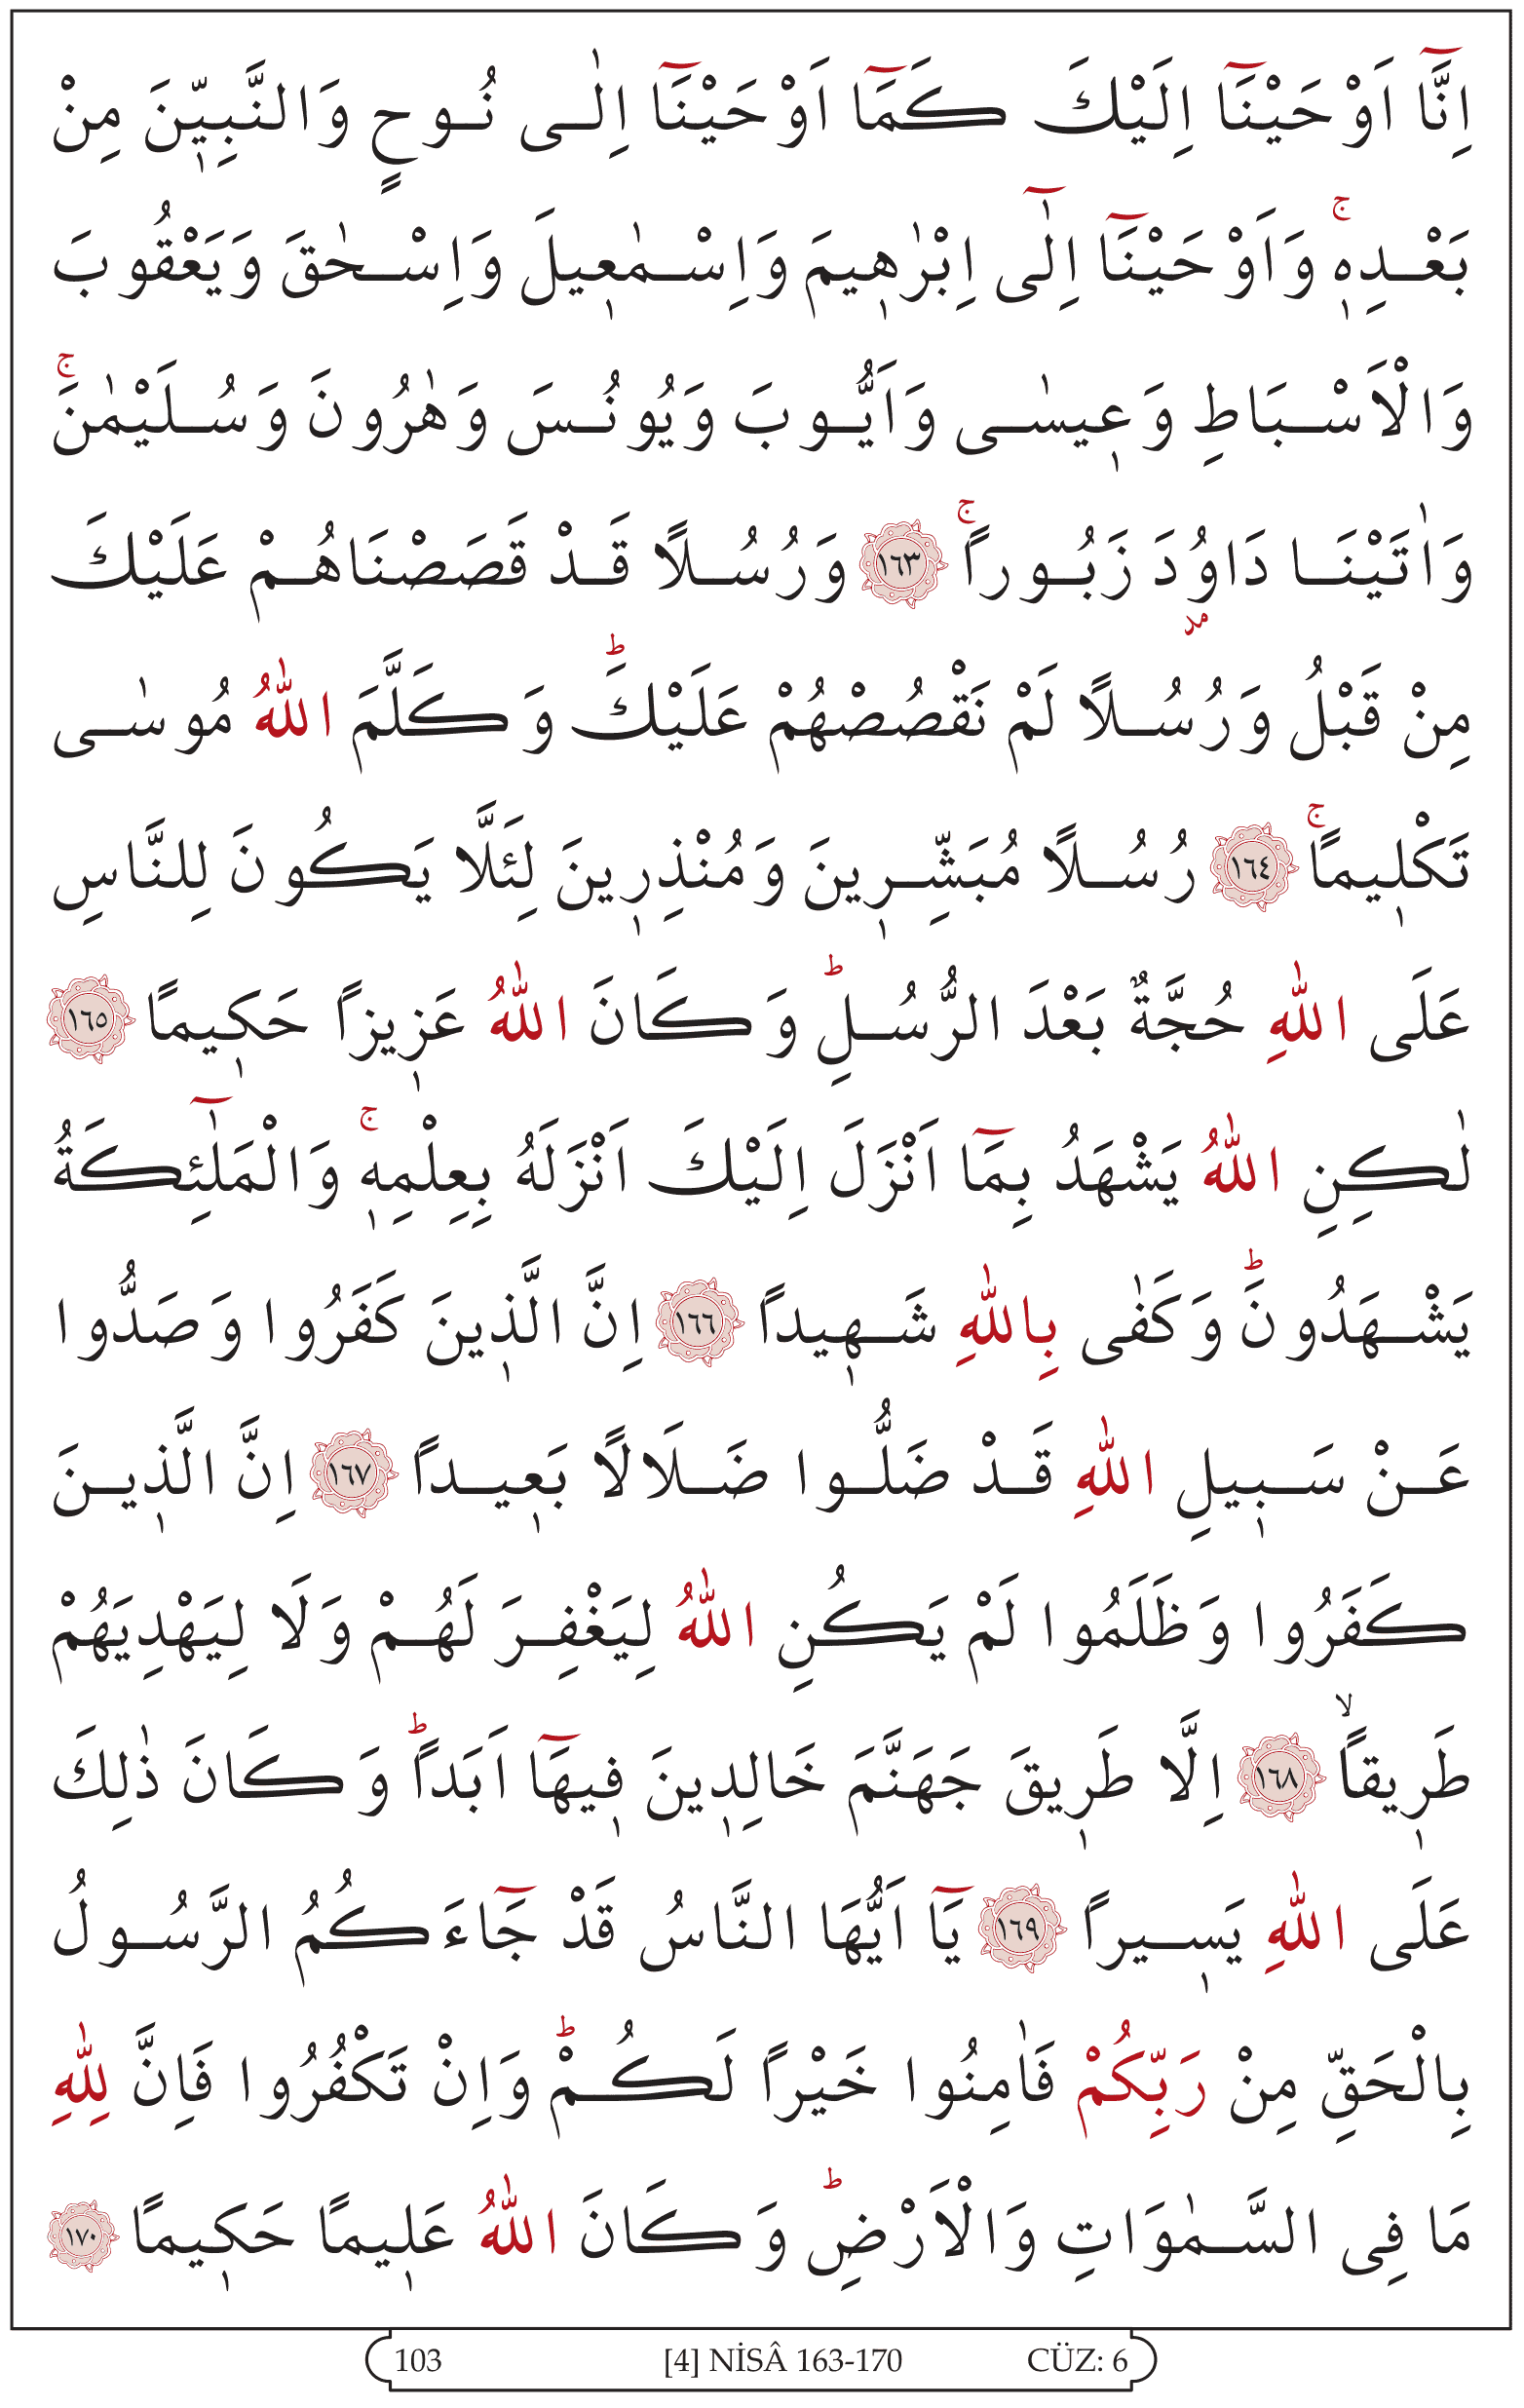 اِنَّٓا اَوْحَيْنَٓا اِلَيْكَ كَمَٓا اَوْحَيْنَٓا اِلٰى نُوحٍ وَالنَّبِيّٖنَ مِنْ
بَعْدِهٖۚ وَاَوْحَيْنَٓا اِلٰٓى اِبْرٰهٖيمَ وَاِسْمٰعٖيلَ وَاِسْحٰقَ وَيَعْقُوبَ
وَالْاَسْبَاطِ وَعٖيسٰى وَاَيُّوبَ وَيُونُسَ وَهٰرُونَ وَسُلَيْمٰنَۚ
وَاٰتَيْنَا دَاوُ۫دَ زَبُوراًۚ ﴿١٦٣﴾ وَرُسُلاً قَدْ قَصَصْنَاهُمْ عَلَيْكَ
مِنْ قَبْلُ وَرُسُلاً لَمْ نَقْصُصْهُمْ عَلَيْكَؕ وَكَلَّمَ اللّٰهُ مُوسٰى
تَكْلٖيماًۚ ﴿١٦٤﴾ رُسُلاً مُبَشِّرٖينَ وَمُنْذِرٖينَ لِئَلَّا يَكُونَ لِلنَّاسِ
عَلَى اللّٰهِ حُجَّةٌ بَعْدَ الرُّسُلِؕ وَكَانَ اللّٰهُ عَزٖيزاً حَكٖيماً ﴿١٦٥﴾
لٰكِنِ اللّٰهُ يَشْهَدُ بِمَٓا اَنْزَلَ اِلَيْكَ اَنْزَلَهُ بِعِلْمِهٖۚ وَالْمَلٰٓئِكَةُ
يَشْهَدُونَؕ وَكَفٰى بِاللّٰهِ شَهٖيداً ﴿١٦٦﴾ اِنَّ الَّذٖينَ كَفَرُوا وَصَدُّوا
عَنْ سَبٖيلِ اللّٰهِ قَدْ ضَلُّوا ضَلَالاً بَعٖيداً ﴿١٦٧﴾ اِنَّ الَّذٖينَ
كَفَرُوا وَظَلَمُوا لَمْ يَكُنِ اللّٰهُ لِيَغْفِرَ لَهُمْ وَلَا لِيَهْدِيَهُمْ
طَرٖيقاًۙ ﴿١٦٨﴾ اِلَّا طَرٖيقَ جَهَنَّمَ خَالِدٖينَ فٖيهَٓا اَبَداًؕ وَكَانَ ذٰلِكَ
عَلَى اللّٰهِ يَسٖيراً ﴿١٦٩﴾ يَٓا اَيُّهَا النَّاسُ قَدْ جَٓاءَكُمُ الرَّسُولُ
بِالْحَقِّ مِنْ رَبِّكُمْ فَاٰمِنُوا خَيْراً لَكُمْؕ وَاِنْ تَكْفُرُوا فَاِنَّ لِلّٰهِ
مَا فِى السَّمٰوَاتِ وَالْاَرْضِؕ وَكَانَ اللّٰهُ عَلٖيماً حَكٖيماً ﴿١٧٠﴾
103 [4] NİSÂ 163-170 CÜZ: 6